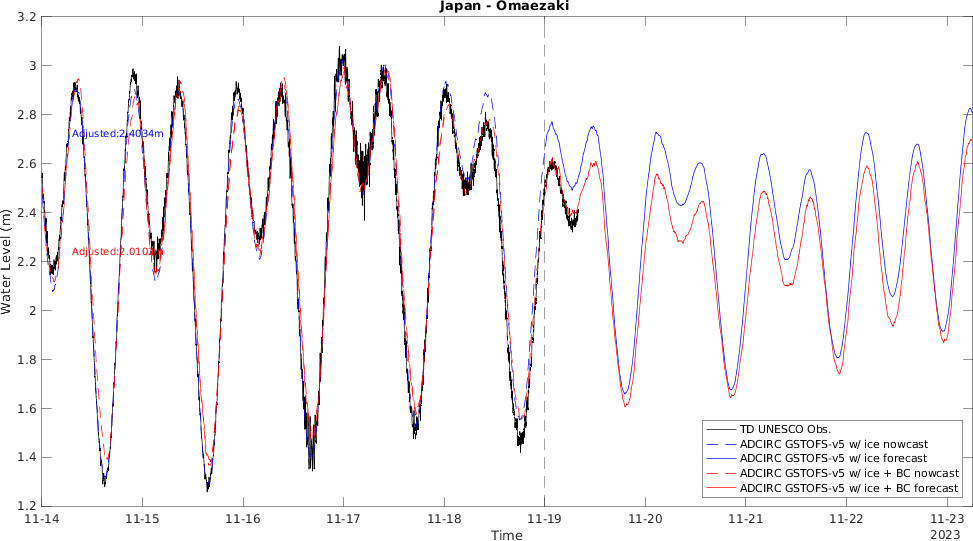 Japan - Omaezaki
3.2
3
2.8
2.6
2.4
2.2
2
1.8
1.6
1.4
1.2
Water Level (m)
Adjusted:2.4034m
Adjusted:2.0102m
TD UNESCO Obs.
ADCIRC GSTOFS-v5 w/ ice nowcast
ADCIRC GSTOFS-v5 w/ ice forecast
ADCIRC GSTOFS-v5 w/ ice + BC nowcast
ADCIRC GSTOFS-v5 w/ ice + BC forecast
11-14 11-15 11-16 11-17 11-18 11-19 11-20 11-21 11-22 11-23
Time
2023